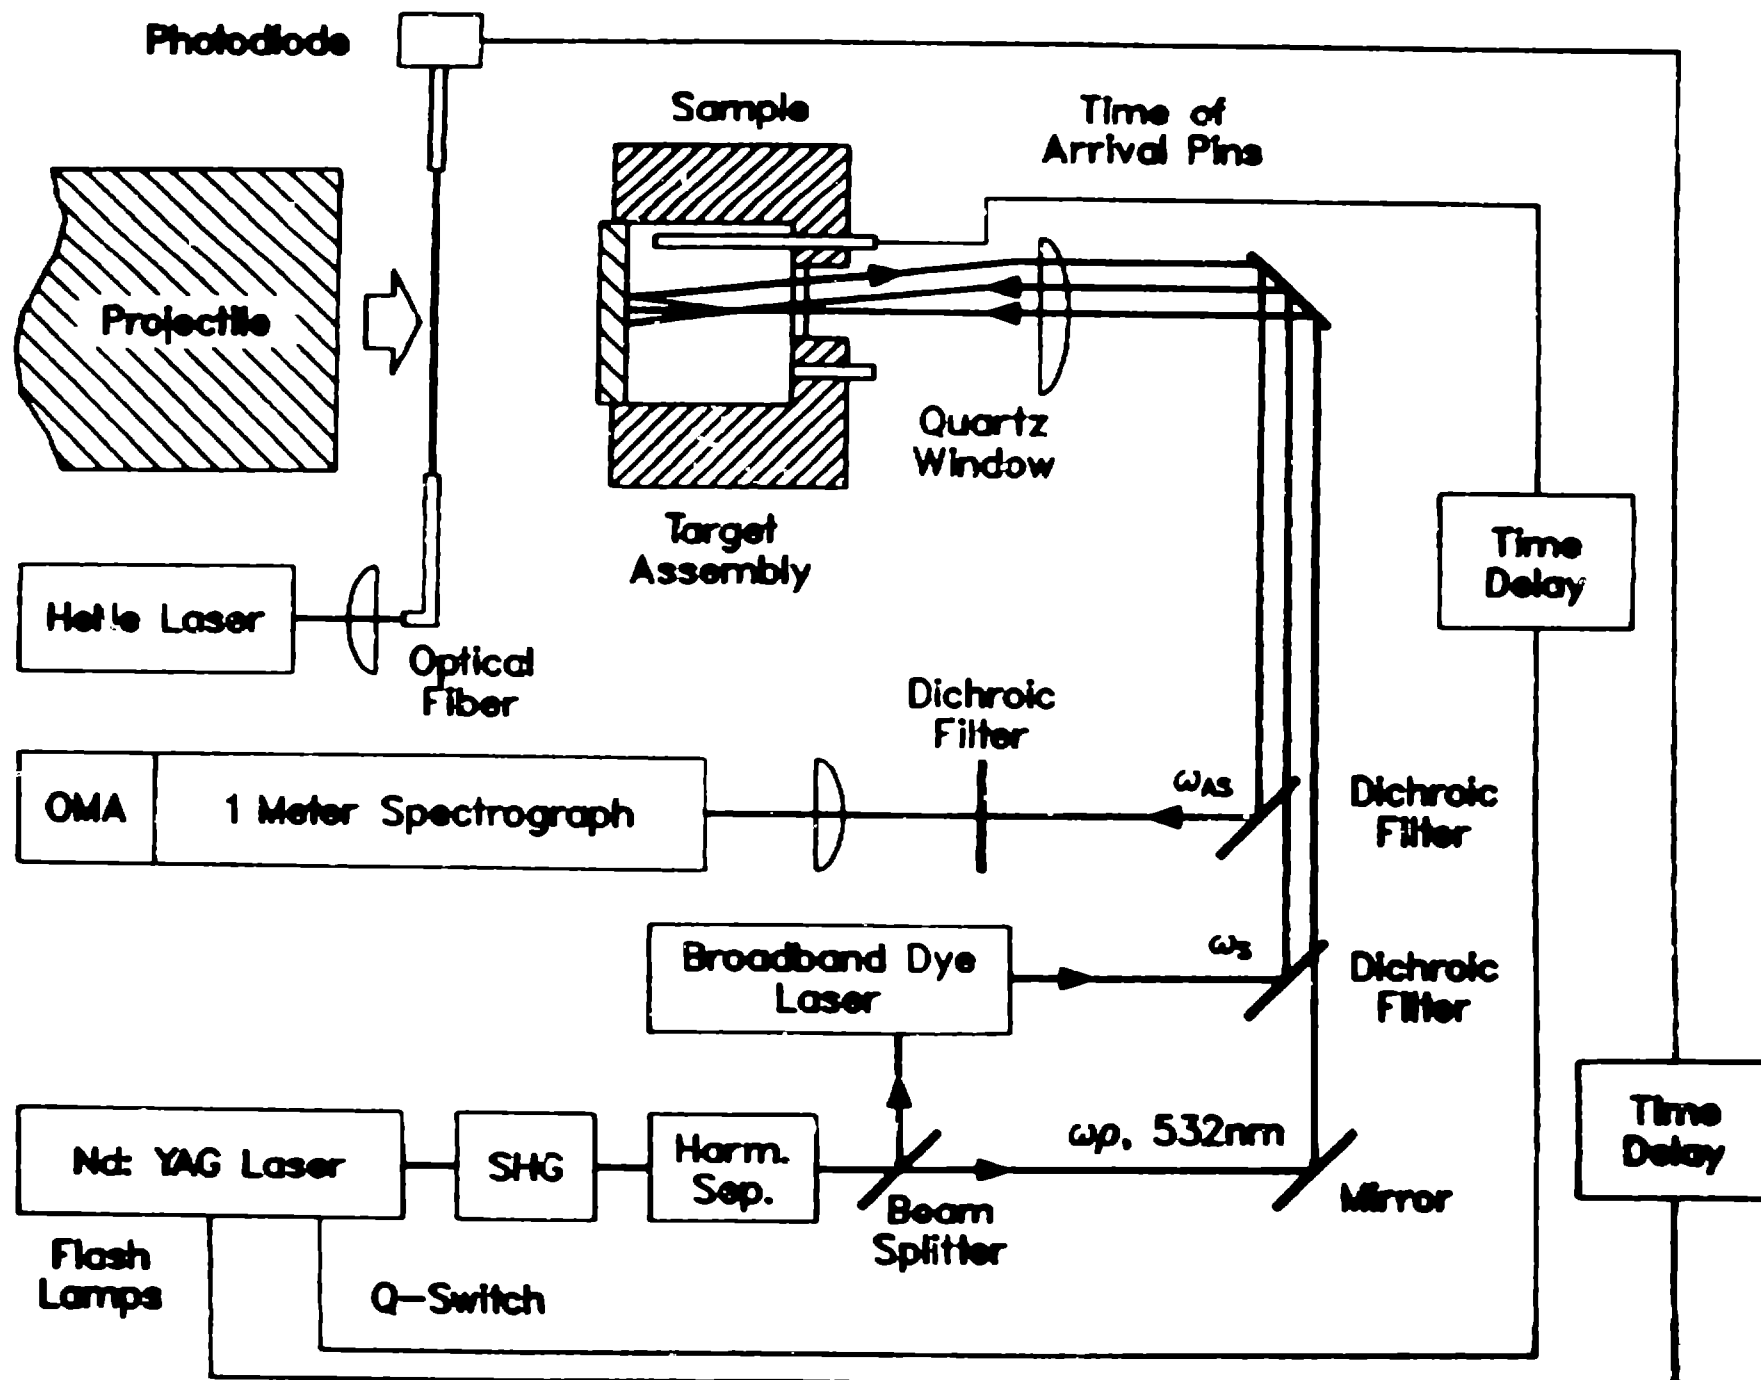 Photodiode
Sample
Time of
Arrival Pins
Projectile
Quartz
Window
Target
Assembly
Time
Delay
HeNe Laser
Optical
Fiber
Dichroic
Filter
OMA
1 Meter Spectrograph
ω_AS
Dichroic
Filter
Broadband Dye
Laser
ω_S
Dichroic
Filter
Time
Delay
Nd: YAG Laser
SHG
Harm.
Sep.
ωp, 532nm
Mirror
Beam
Splitter
Flash
Lamps
Q-Switch